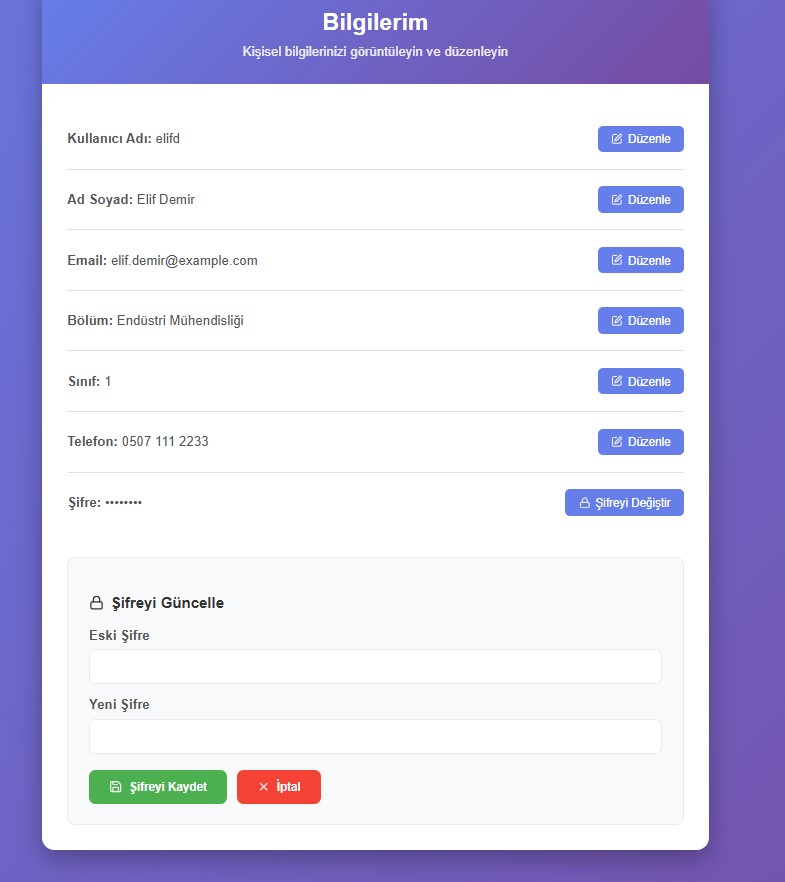 Bilgilerim
Kişisel bilgilerinizi görüntüleyin ve düzenleyin
Kullanıcı Adı: elifd
Düzenle
Ad Soyad: Elif Demir
Düzenle
Email: elif.demir@example.com
Düzenle
Bölüm: Endüstri Mühendisliği
Düzenle
Sınıf: 1
Düzenle
Telefon: 0507 111 2233
Düzenle
Şifre: ••••••••
Şifreyi Değiştir
Şifreyi Güncelle
Eski Şifre
Yeni Şifre
Şifreyi Kaydet
İptal